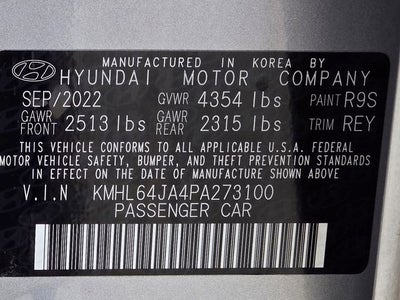 MANUFACTURED IN KOREA BY
HYUNDAI MOTOR COMPANY
SEP/2022 GVWR 4354 lbs PAINT R9S
GAWR FRONT 2513 lbs GAWR REAR 2315 lbs TRIM REY
THIS VEHICLE CONFORMS TO ALL APPLICABLE U.S.A. FEDERAL
MOTOR VEHICLE SAFETY, BUMPER, AND THEFT PREVENTION STANDARDS
IN EFFECT ON THE DATE OF MANUFACTURE SHOWN ABOVE.
V.I.N KMHL64JA4PA273100
PASSENGER CAR